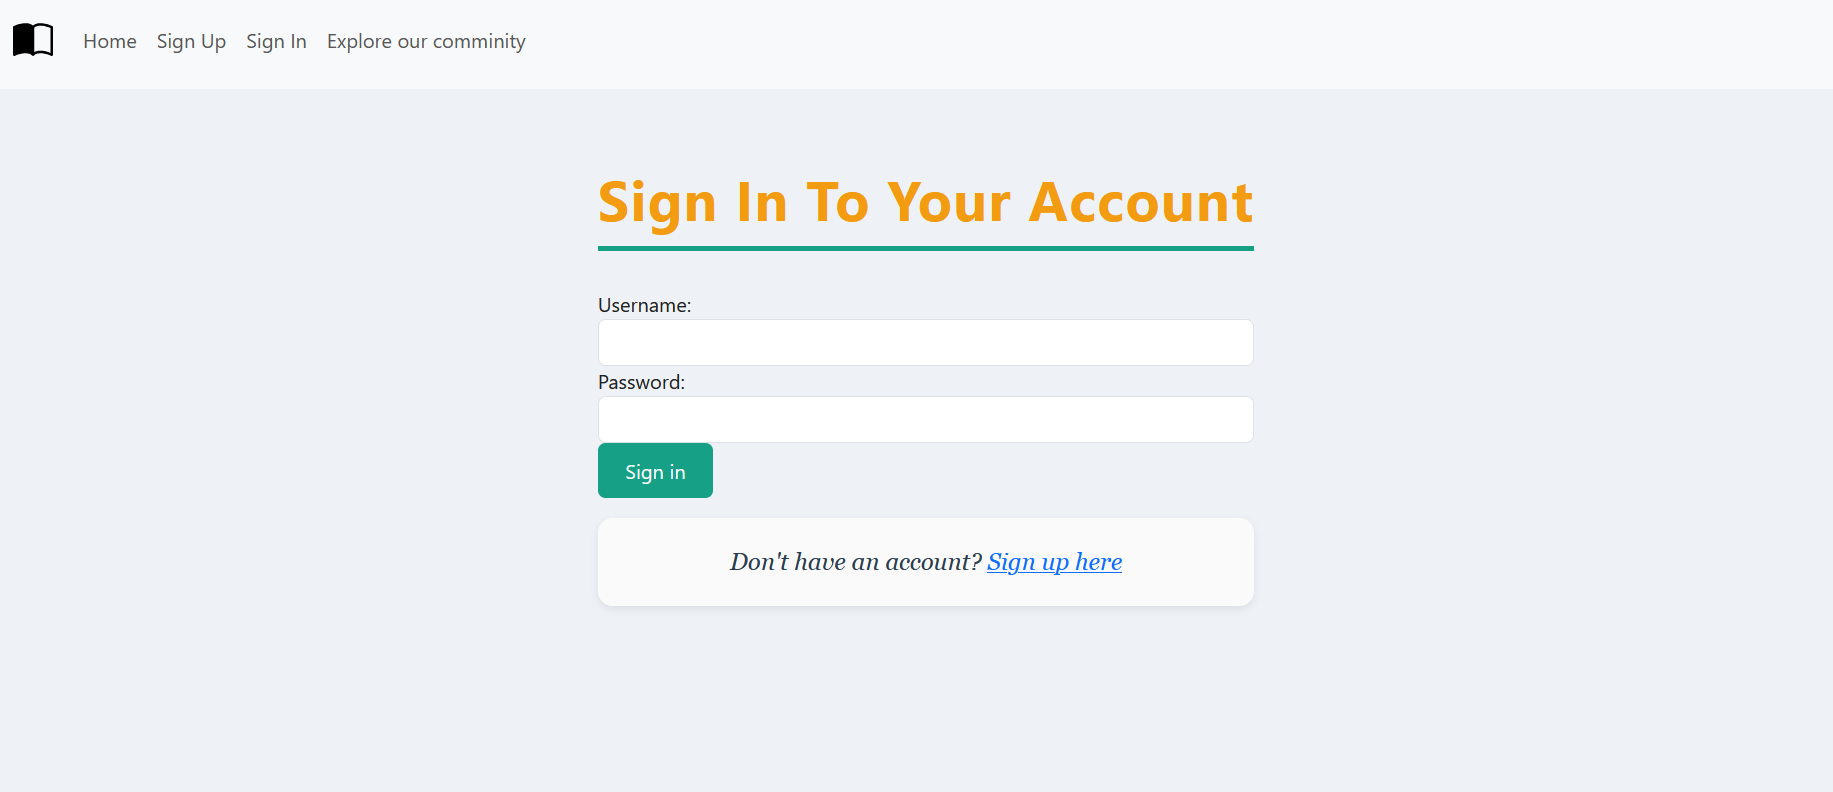 Home Sign Up Sign In Explore our comminity
Sign In To Your Account
Username:
Password:
Sign in
Don't have an account? Sign up here